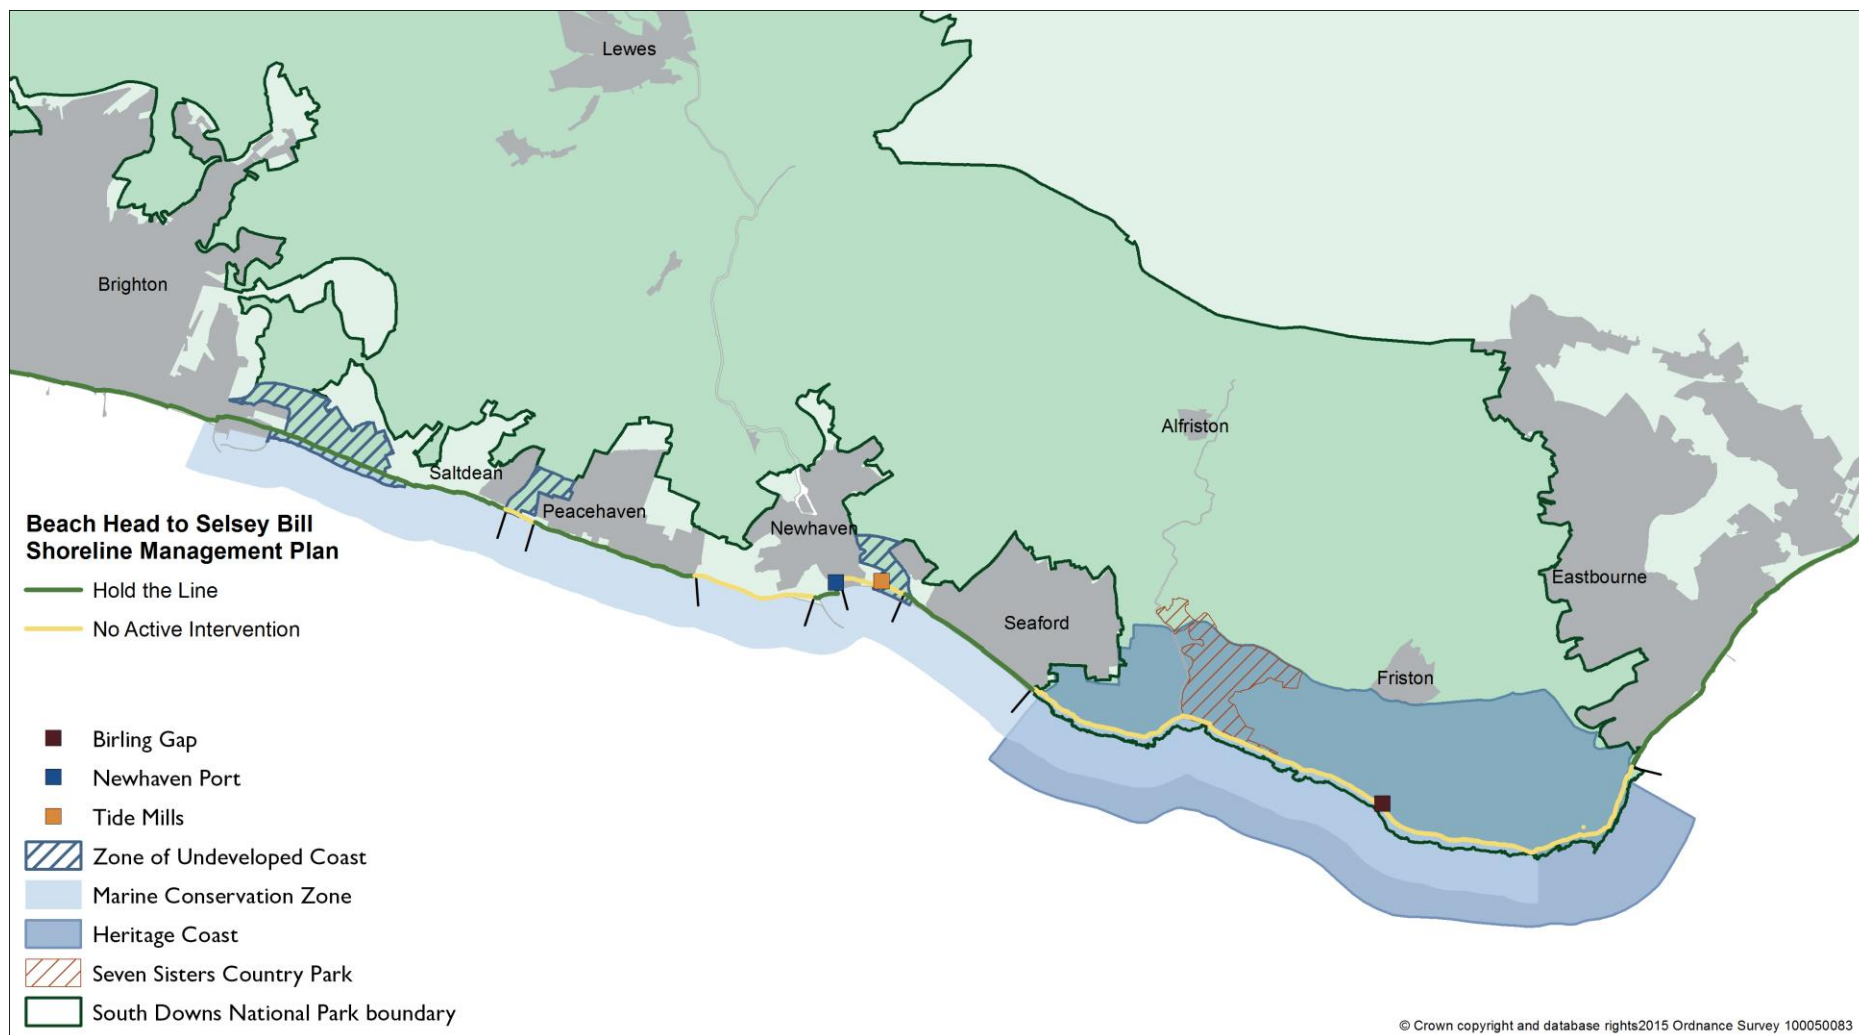 Lewes
Brighton
Alfriston
Saltdean
Peacehaven
Newhaven
Eastbourne
Seaford
Friston
Beach Head to Selsey Bill
Shoreline Management Plan
Hold the Line
No Active Intervention
Birling Gap
Newhaven Port
Tide Mills
Zone of Undeveloped Coast
Marine Conservation Zone
Heritage Coast
Seven Sisters Country Park
South Downs National Park boundary
© Crown copyright and database rights2015 Ordnance Survey 100050083